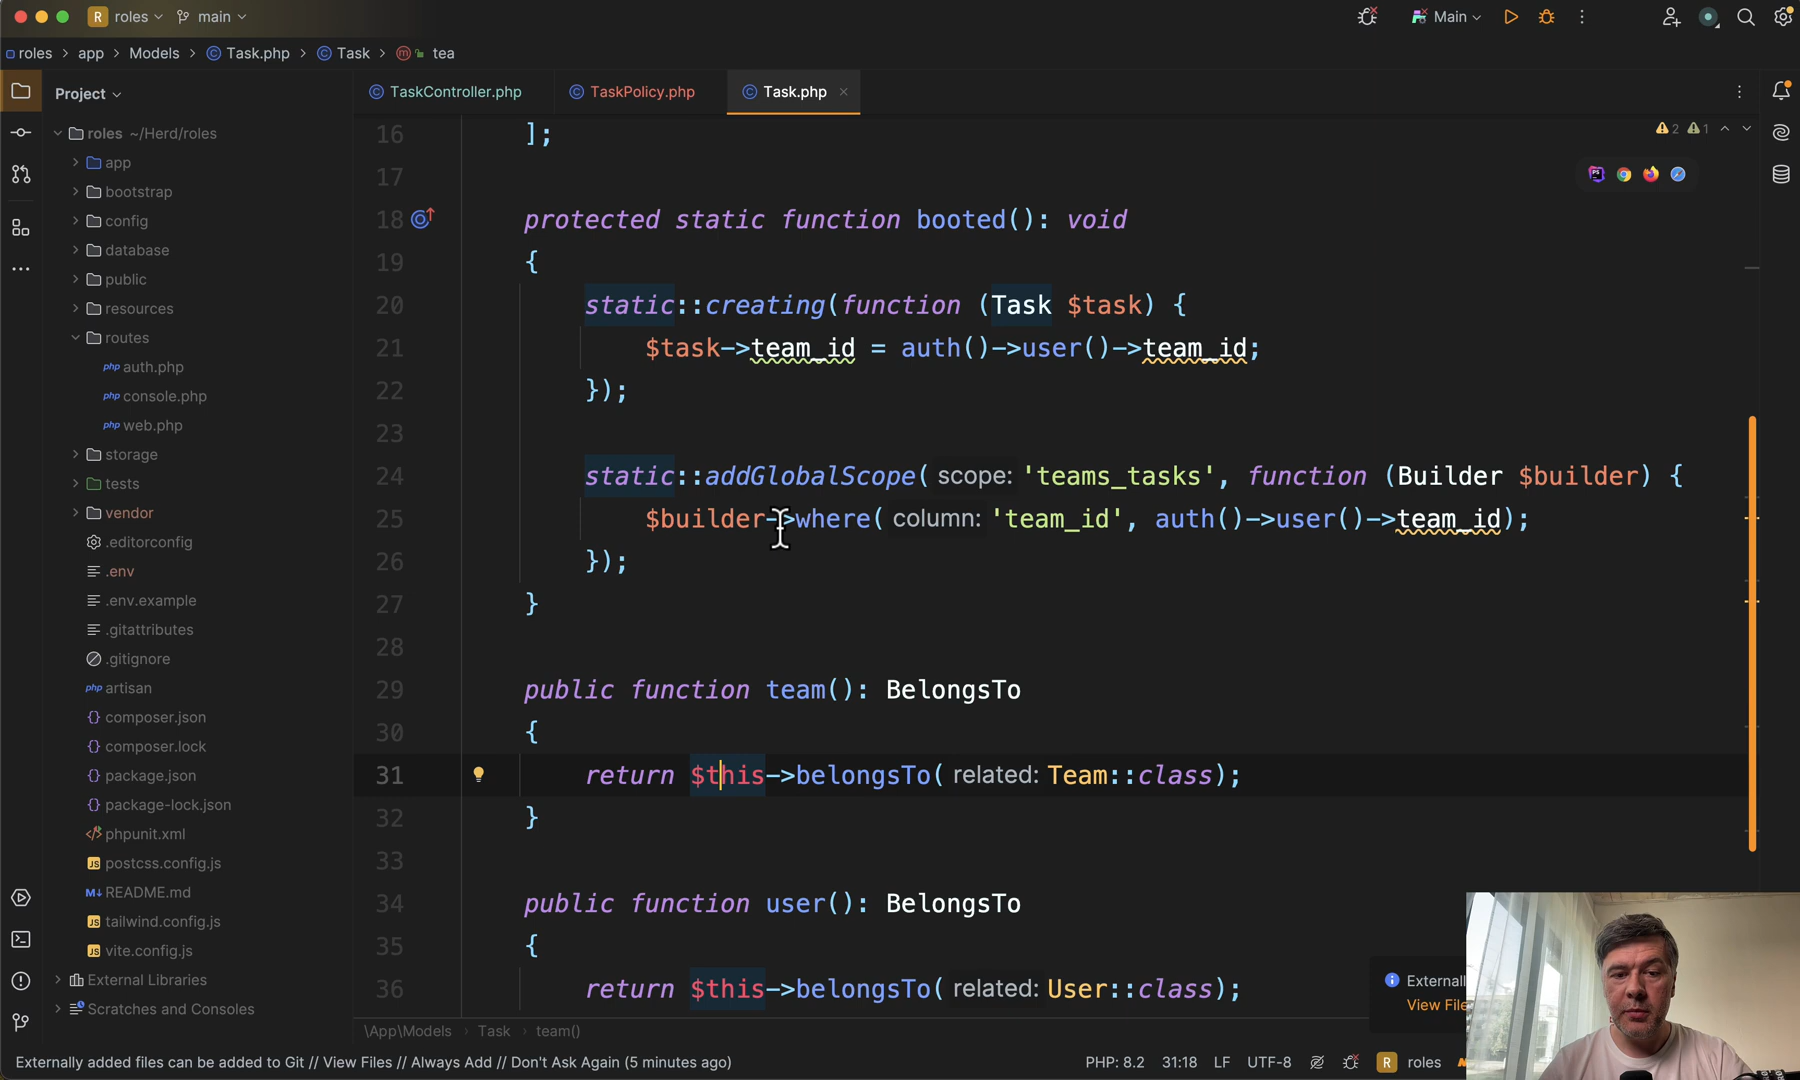 R roles main
Main
roles > app > Models > Task.php > Task > tea
Project
TaskController.php
TaskPolicy.php
Task.php
2
1
roles ~/Herd/roles
app
bootstrap
config
database
public
resources
routes
auth.php
console.php
web.php
storage
tests
vendor
.editorconfig
.env
.env.example
.gitattributes
.gitignore
artisan
composer.json
composer.lock
package.json
package-lock.json
phpunit.xml
postcss.config.js
README.md
tailwind.config.js
vite.config.js
External Libraries
Scratches and Consoles
16 ];
17
18 protected static function booted(): void
19 {
20 static::creating(function (Task $task) {
21 $task->team_id = auth()->user()->team_id;
22 });
23
24 static::addGlobalScope( scope: 'teams_tasks', function (Builder $builder) {
25 $builder->where( column: 'team_id', auth()->user()->team_id);
26 });
27 }
28
29 public function team(): BelongsTo
30 {
31 return $this->belongsTo( related: Team::class);
32 }
33
34 public function user(): BelongsTo
35 {
36 return $this->belongsTo( related: User::class);
Externall
View File
\App\Models > Task > team()
Externally added files can be added to Git // View Files // Always Add // Don't Ask Again (5 minutes ago)
PHP: 8.2 31:18 LF UTF-8 R roles